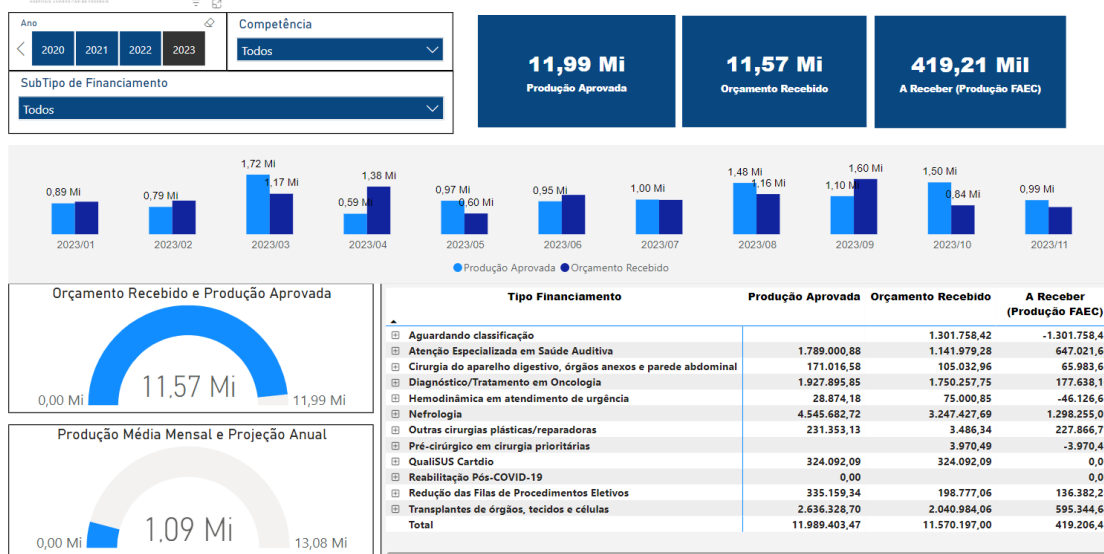 Ano
2020 2021 2022 2023
Competência
Todos
SubTipo de Financiamento
Todos
11,99 Mi
Produção Aprovada
11,57 Mi
Orçamento Recebido
419,21 Mil
A Receber (Produção FAEC)
0,89 Mi 0,79 Mi 1,72 Mi 1,17 Mi 0,59 Mi 1,38 Mi 0,97 Mi 0,60 Mi 0,95 Mi 1,00 Mi 1,48 Mi 1,16 Mi 1,10 Mi 1,60 Mi 1,50 Mi 0,84 Mi 0,99 Mi
2023/01 2023/02 2023/03 2023/04 2023/05 2023/06 2023/07 2023/08 2023/09 2023/10 2023/11
Produção Aprovada Orçamento Recebido
Orçamento Recebido e Produção Aprovada
11,57 Mi
0,00 Mi 11,99 Mi
Produção Média Mensal e Projeção Anual
1,09 Mi
0,00 Mi 13,08 Mi
Tipo Financiamento Produção Aprovada Orçamento Recebido A Receber
(Produção FAEC)
Aguardando classificação 1.301.758,42 -1.301.758,4
Atenção Especializada em Saúde Auditiva 1.789.000,88 1.141.979,28 647.021,6
Cirurgia do aparelho digestivo, órgãos anexos e parede abdominal 171.016,58 105.032,96 65.983,6
Diagnóstico/Tratamento em Oncologia 1.927.895,85 1.750.257,75 177.638,1
Hemodinâmica em atendimento de urgência 28.874,18 75.000,85 -46.126,6
Nefrologia 4.545.682,72 3.247.427,69 1.298.255,0
Outras cirurgias plásticas/reparadoras 231.353,13 3.486,34 227.866,7
Pré-cirúrgico em cirurgia prioritárias 3.970,49 -3.970,4
QualiSUS Cartdio 324.092,09 324.092,09 0,0
Reabilitação Pós-COVID-19 0,00 0,0
Redução das Filas de Procedimentos Eletivos 335.159,34 198.777,06 136.382,2
Transplantes de órgãos, tecidos e células 2.636.328,70 2.040.984,06 595.344,6
Total 11.989.403,47 11.570.197,00 419.206,4